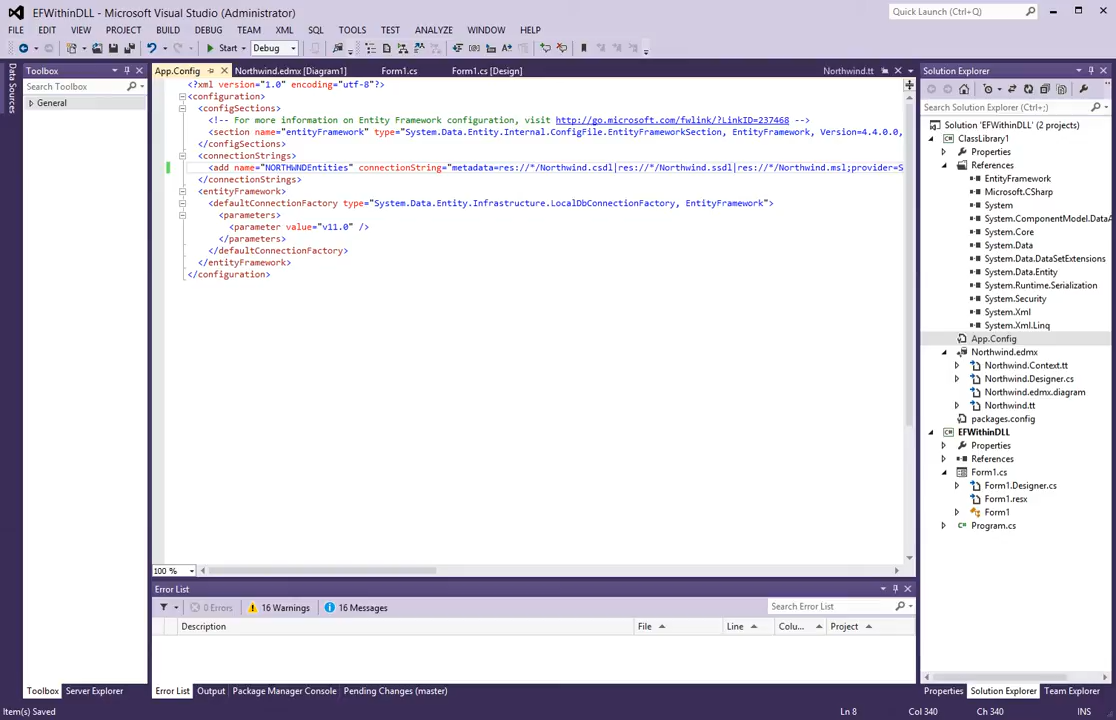 EFWithinDLL - Microsoft Visual Studio (Administrator)
Quick Launch (Ctrl+Q)
FILE EDIT VIEW PROJECT BUILD DEBUG TEAM XML SQL TOOLS TEST ANALYZE WINDOW HELP
Start Debug
Data Sources
Toolbox
Search Toolbox
General
App.Config Northwind.edmx [Diagram1] Form1.cs Form1.cs [Design] Northwind.tt
<?xml version="1.0" encoding="utf-8"?>
<configuration>
<configSections>
<!-- For more information on Entity Framework configuration, visit http://go.microsoft.com/fwlink/?LinkID=237468 -->
<section name="entityFramework" type="System.Data.Entity.Internal.ConfigFile.EntityFrameworkSection, EntityFramework, Version=4.4.0.0,
</configSections>
<connectionStrings>
<add name="NORTHWNDEntities" connectionString="metadata=res://*/Northwind.csdl|res://*/Northwind.ssdl|res://*/Northwind.msl;provider=S
</connectionStrings>
<entityFramework>
<defaultConnectionFactory type="System.Data.Entity.Infrastructure.LocalDbConnectionFactory, EntityFramework">
<parameters>
<parameter value="v11.0" />
</parameters>
</defaultConnectionFactory>
</entityFramework>
</configuration>
100 %
Error List
0 Errors 16 Warnings 16 Messages
Search Error List
Description File Line Colu... Project
Toolbox Server Explorer
Error List Output Package Manager Console Pending Changes (master)
Solution Explorer
Search Solution Explorer (Ctrl+;)
Solution 'EFWithinDLL' (2 projects)
ClassLibrary1
Properties
References
EntityFramework
Microsoft.CSharp
System
System.ComponentModel.DataA
System.Core
System.Data
System.Data.DataSetExtensions
System.Data.Entity
System.Runtime.Serialization
System.Security
System.Xml
System.Xml.Linq
App.Config
Northwind.edmx
Northwind.Context.tt
Northwind.Designer.cs
Northwind.edmx.diagram
Northwind.tt
packages.config
EFWithinDLL
Properties
References
Form1.cs
Form1.Designer.cs
Form1.resx
Form1
Program.cs
Properties Solution Explorer Team Explorer
Item(s) Saved
Ln 8 Col 340 Ch 340 INS